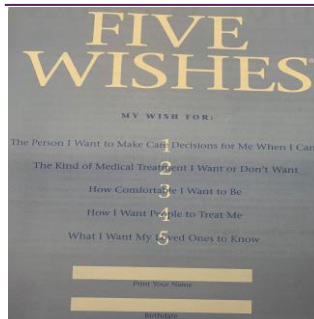 FIVE
WISHES®
MY WISH FOR:
1
The Person I Want to Make Care Decisions for Me When I Can
2
The Kind of Medical Treatment I Want or Don't Want
3
How Comfortable I Want to Be
4
How I Want People to Treat Me
5
What I Want My Loved Ones to Know
Print Your Name
Birthdate